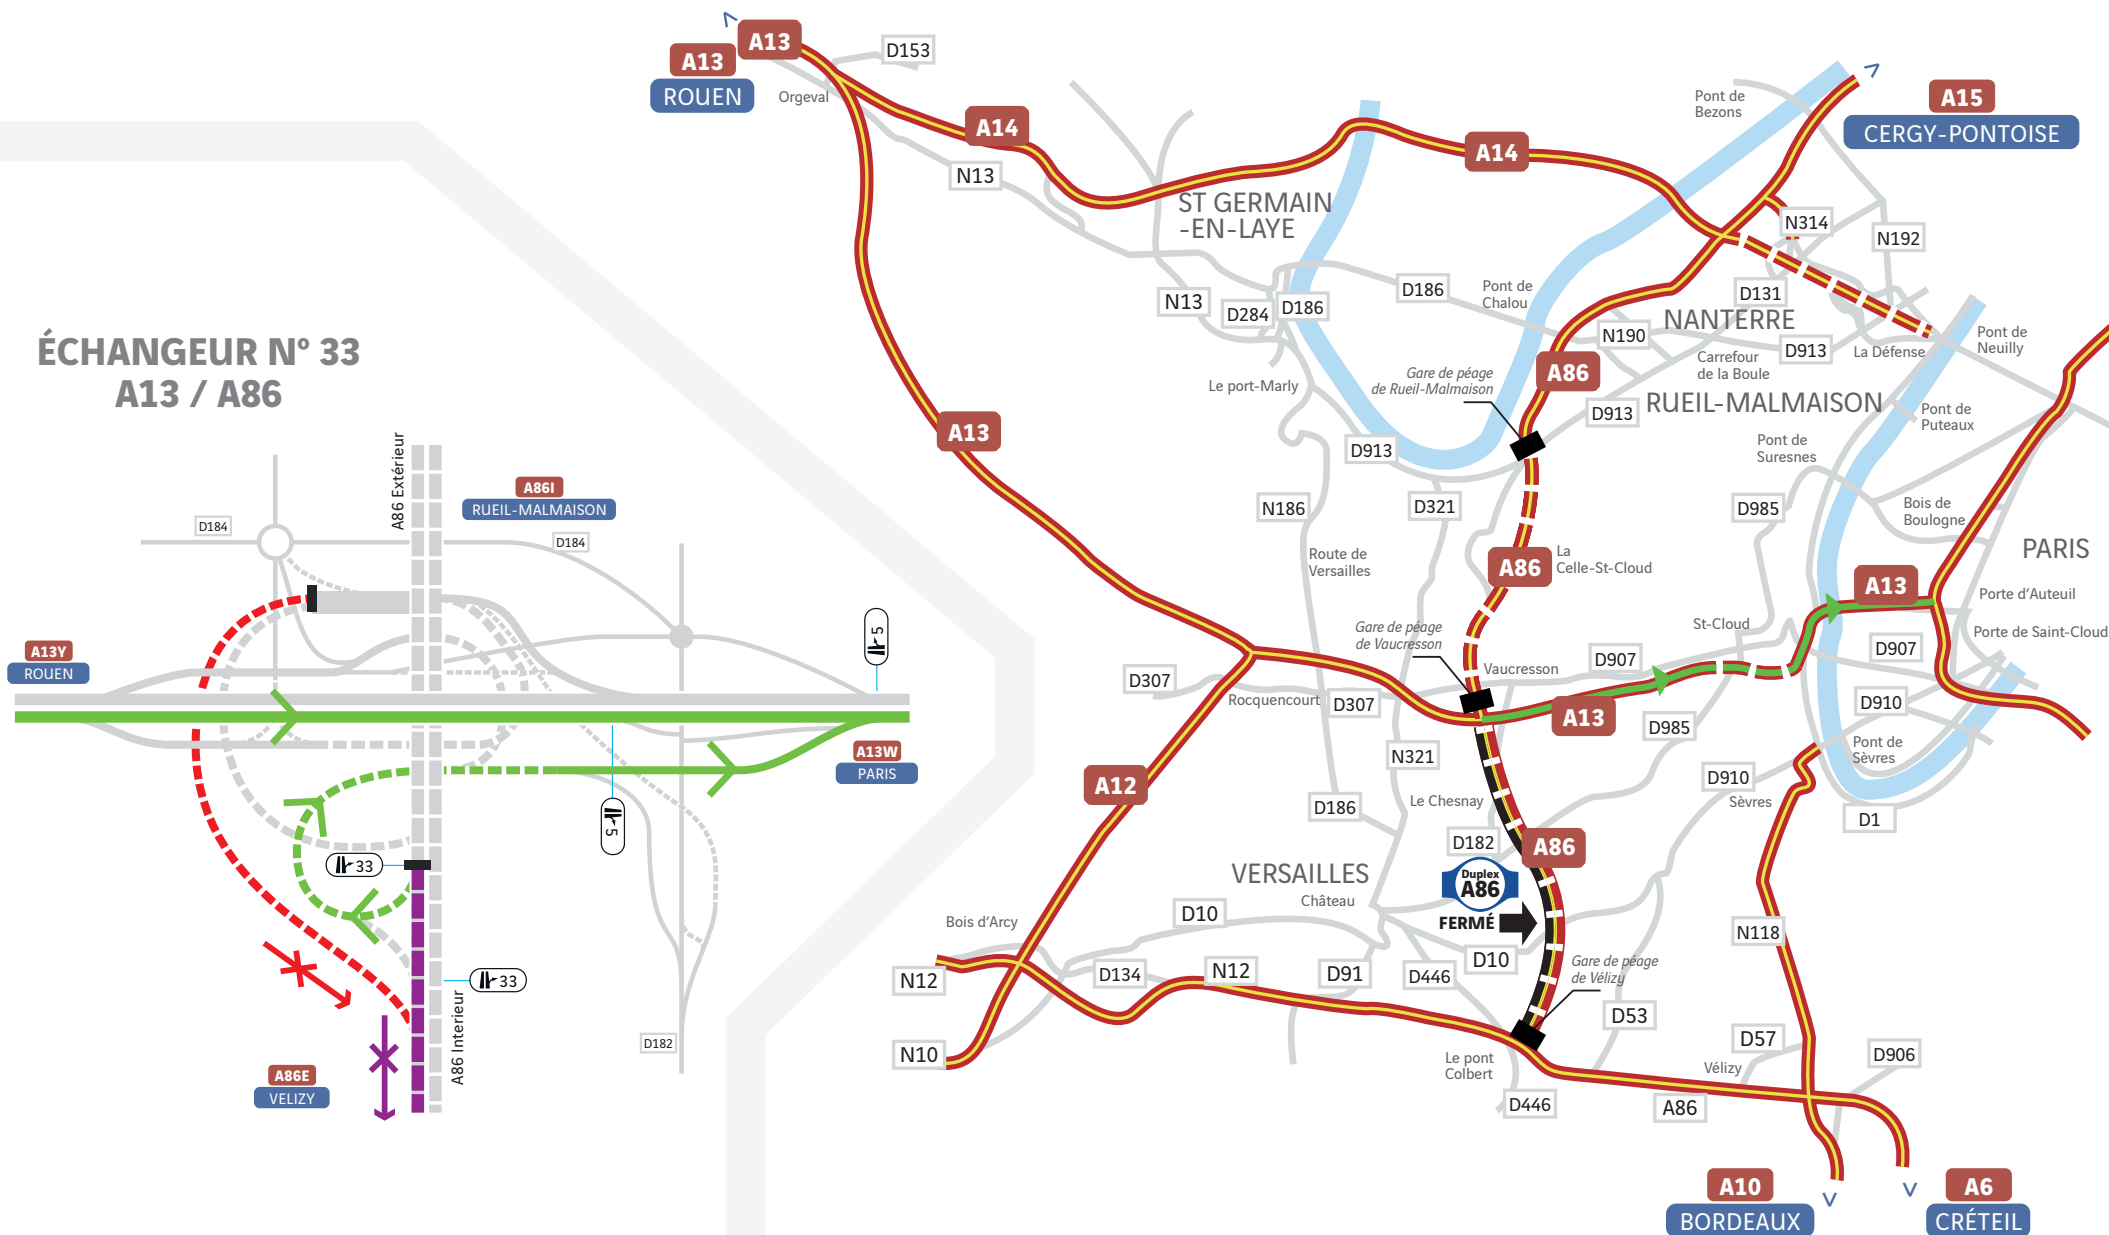 ÉCHANGEUR Nº 33
A13 / A86
A86 Extérieur
A86I
RUEIL-MALMAISON
D184
D184
A13Y
ROUEN
5
5
A13W
PARIS
33
33
A86E
VELIZY
A86 Interieur
D182
A13
A13
ROUEN
D153
Orgeval
A14
N13
A14
ST GERMAIN
-EN-LAYE
Pont de
Bezons
A15
CERGY-PONTOISE
N314
N192
N13
D284
D186
D186
Pont de
Chalou
D131
NANTERRE
N190
D913
La Défense
Pont de
Neuilly
Carrefour
de la Boule
Gare de péage
de Rueil-Malmaison
A86
Le port-Marly
D913
RUEIL-MALMAISON
Pont de
Puteaux
A13
D913
Pont de
Suresnes
N186
D321
D985
Bois de
Boulogne
PARIS
Route de
Versailles
A86
La
Celle-St-Cloud
A13
Porte d'Auteuil
Gare de péage
de Vaucresson
St-Cloud
Porte de Saint-Cloud
D907
D907
Vaucresson
D307
Rocquencourt
D307
A13
D985
D910
Pont de
Sèvres
N321
A12
D186
Le Chesnay
D910
Sèvres
D1
D182
A86
VERSAILLES
Château
Duplex
A86
FERMÉ
Bois d'Arcy
D10
N118
N12
D134
N12
D91
D446
D10
Gare de péage
de Vélizy
D53
N10
Le pont
Colbert
D57
Vélizy
D906
D446
A86
A10
BORDEAUX
A6
CRÉTEIL